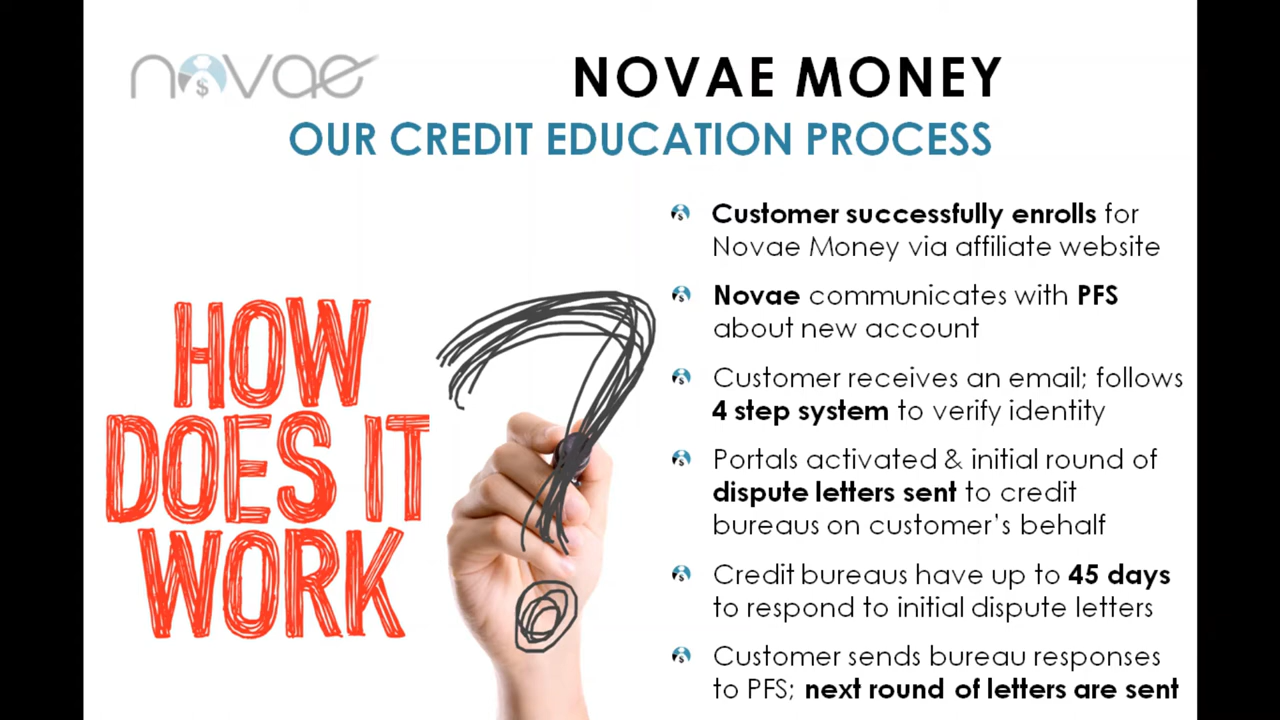 novae
NOVAE MONEY
OUR CREDIT EDUCATION PROCESS
HOW
DOES IT
WORK
Customer successfully enrolls for
Novae Money via affiliate website
Novae communicates with PFS
about new account
Customer receives an email; follows
4 step system to verify identity
Portals activated & initial round of
dispute letters sent to credit
bureaus on customer's behalf
Credit bureaus have up to 45 days
to respond to initial dispute letters
Customer sends bureau responses
to PFS; next round of letters are sent